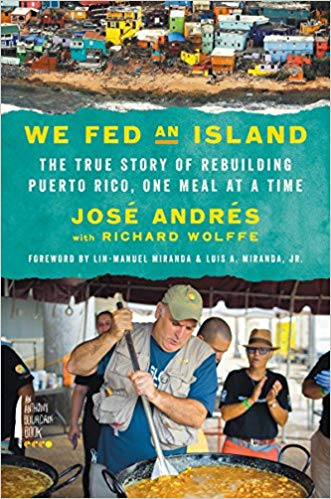 WE FED AN ISLAND
THE TRUE STORY OF REBUILDING
PUERTO RICO, ONE MEAL AT A TIME
JOSÉ ANDRÉS
with RICHARD WOLFFE
FOREWORD BY LIN-MANUEL MIRANDA & LUIS A. MIRANDA, JR.
AN
ANTHONY
BOURDAIN
BOOK
ecco